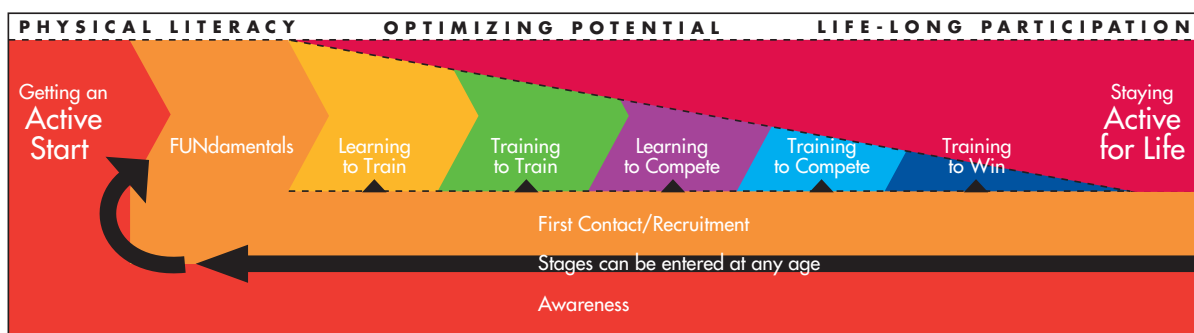 PHYSICAL LITERACY OPTIMIZING POTENTIAL LIFE-LONG PARTICIPATION
Getting an
Active
Start
FUNdamentals
Learning
to Train
Training
to Train
Learning
to Compete
Training
to Compete
Training
to Win
Staying
Active
for Life
First Contact/Recruitment
Stages can be entered at any age
Awareness